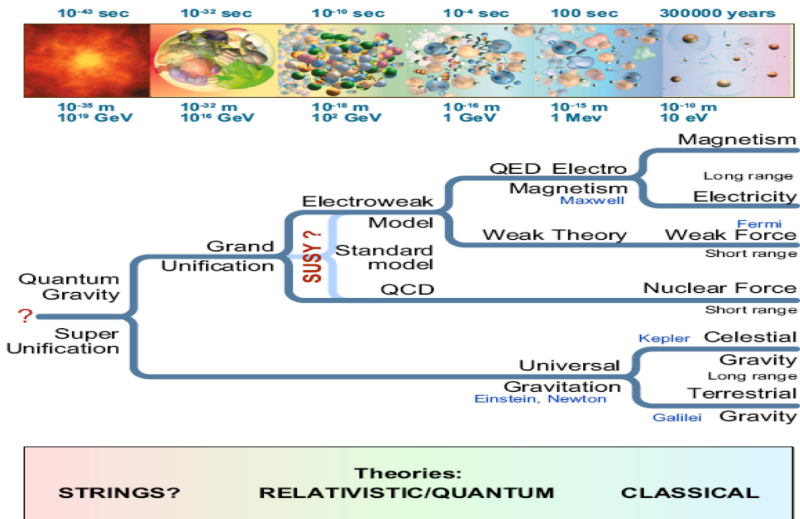 10⁻⁴³ sec 10⁻³² sec 10⁻¹⁰ sec 10⁻⁴ sec 100 sec 300000 years
10⁻³⁵ m 10⁻³² m 10⁻¹⁸ m 10⁻¹⁶ m 10⁻¹⁵ m 10⁻¹⁰ m
10¹⁹ GeV 10¹⁶ GeV 10² GeV 1 GeV 1 Mev 10 eV
Magnetism
QED Electro
Magnetism
Maxwell
Long range
Electricity
Electroweak
Model
Weak Theory
Fermi
Weak Force
Short range
Grand
Unification
SUSY ?
Standard
model
QCD
Nuclear Force
Short range
Quantum
Gravity
?
Super
Unification
Universal
Gravitation
Einstein, Newton
Kepler Celestial
Gravity
Long range
Terrestrial
Galilei Gravity
Theories:
STRINGS? RELATIVISTIC/QUANTUM CLASSICAL